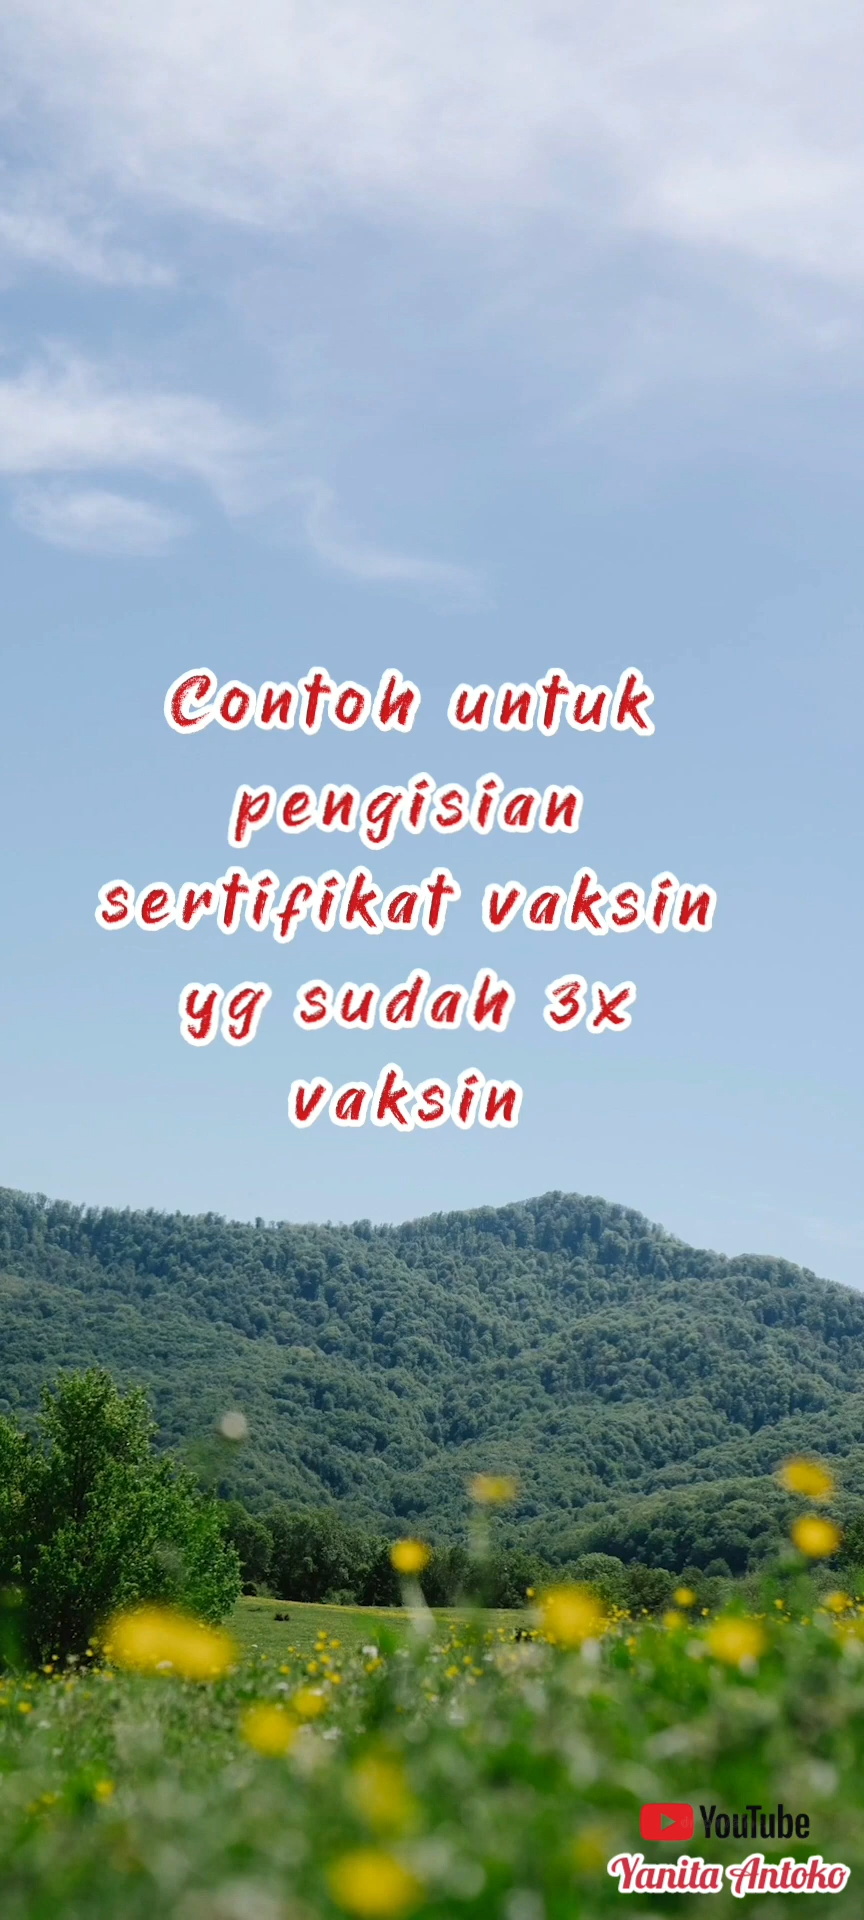 Contoh untuk
pengisian
sertifikat vaksin
yg sudah 3x
vaksin
YouTube
Yanita Antoko